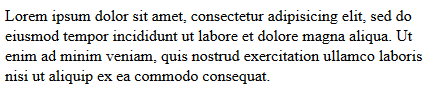 Lorem ipsum dolor sit amet, consectetur adipisicing elit, sed do
eiusmod tempor incididunt ut labore et dolore magna aliqua. Ut
enim ad minim veniam, quis nostrud exercitation ullamco laboris
nisi ut aliquip ex ea commodo consequat.